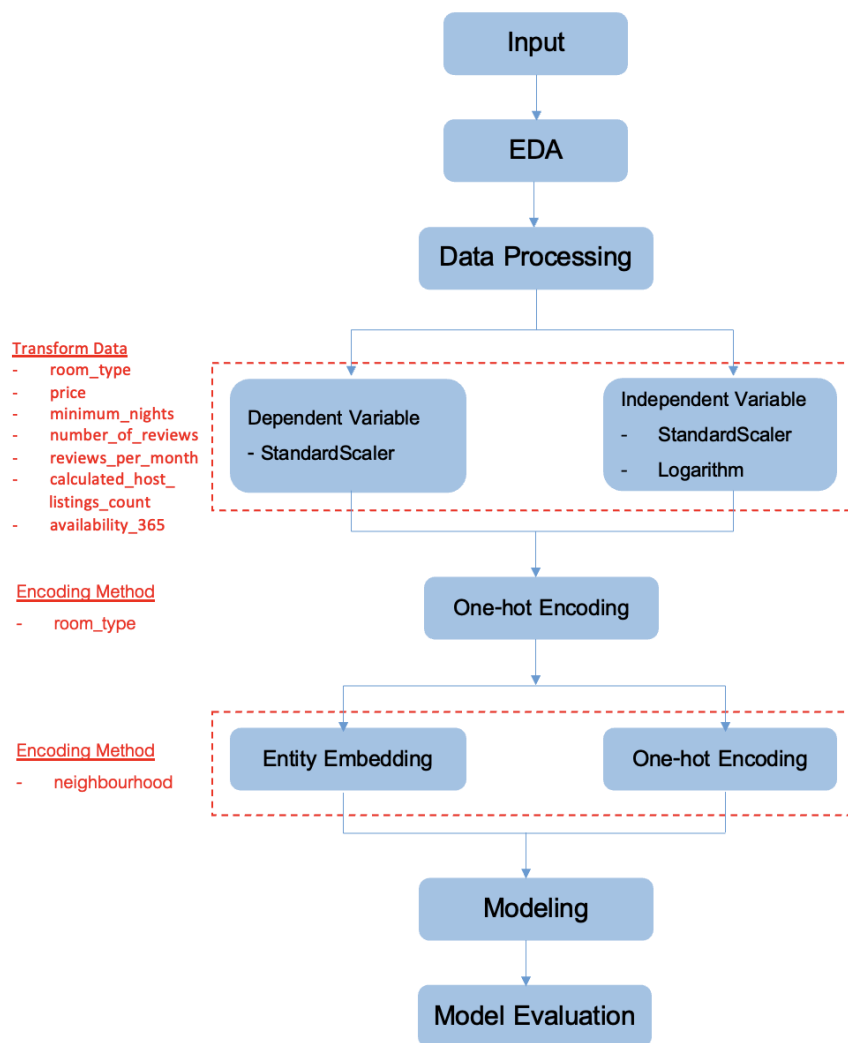 Input
EDA
Data Processing
Transform Data
- room_type
- price
- minimum_nights
- number_of_reviews
- reviews_per_month
- calculated_host_
listings_count
- availability_365
Dependent Variable
- StandardScaler
Independent Variable
- StandardScaler
- Logarithm
Encoding Method
- room_type
One-hot Encoding
Encoding Method
- neighbourhood
Entity Embedding
One-hot Encoding
Modeling
Model Evaluation